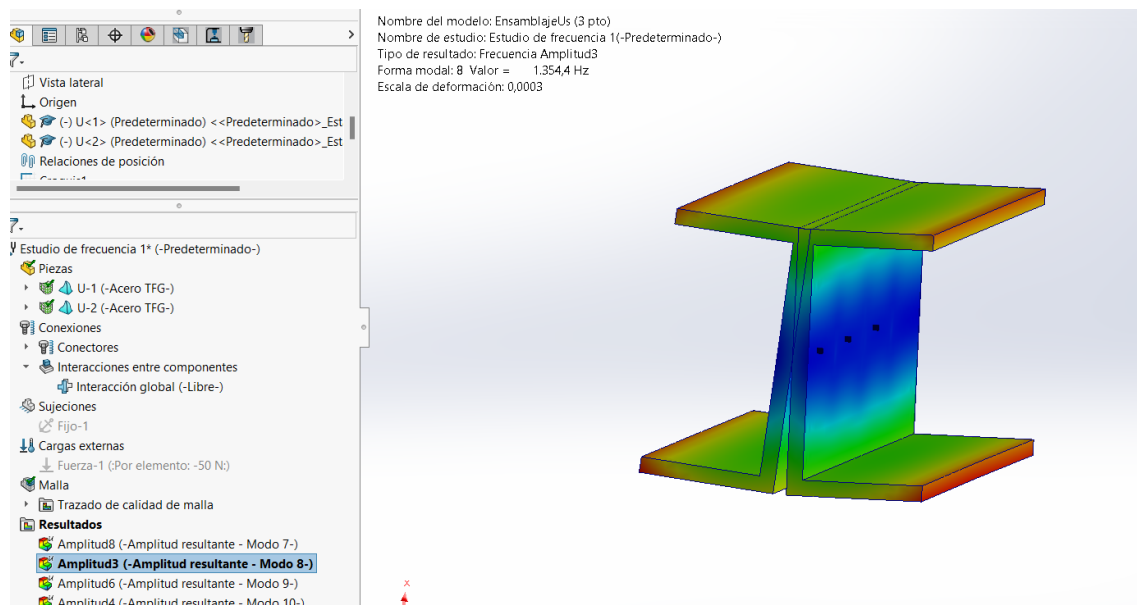 Nombre del modelo: EnsamblajeUs (3 pto)
Nombre de estudio: Estudio de frecuencia 1(-Predeterminado-)
Tipo de resultado: Frecuencia Amplitud3
Forma modal: 8 Valor = 1.354,4 Hz
Escala de deformación: 0,0003
Vista lateral
Origen
(-) U<1> (Predeterminado) <<Predeterminado>_Est
(-) U<2> (Predeterminado) <<Predeterminado>_Est
Relaciones de posición
Estudio de frecuencia 1* (-Predeterminado-)
Piezas
U-1 (-Acero TFG-)
U-2 (-Acero TFG-)
Conexiones
Conectores
Interacciones entre componentes
Interacción global (-Libre-)
Sujeciones
Fijo-1
Cargas externas
Fuerza-1 (:Por elemento: -50 N:)
Malla
Trazado de calidad de malla
Resultados
Amplitud8 (-Amplitud resultante - Modo 7-)
Amplitud3 (-Amplitud resultante - Modo 8-)
Amplitud6 (-Amplitud resultante - Modo 9-)
Amplitud4 (-Amplitud resultante - Modo 10-)
x